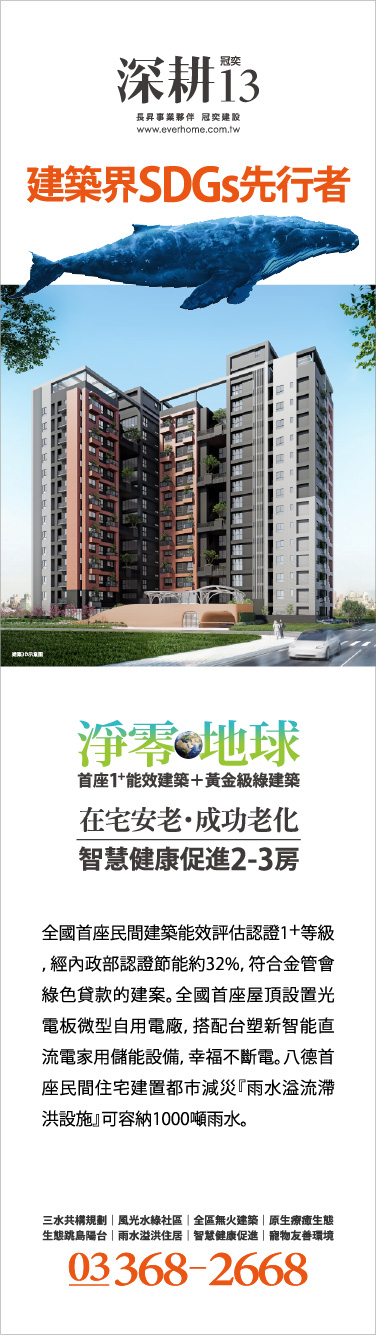 深耕 冠奕 13
長昇事業夥伴 冠奕建設
www.everhome.com.tw
建築界SDGs先行者
建築3D示意圖
淨零地球
首座1⁺能效建築＋黃金級綠建築
在宅安老・成功老化
智慧健康促進2-3房
全國首座民間建築能效評估認證1⁺等級
，經內政部認證節能約32%，符合金管會
綠色貸款的建案。全國首座屋頂設置光
電板微型自用電廠，搭配台塑新智能直
流電家用儲能設備，幸福不斷電。八德首
座民間住宅建置都市減災『雨水溢流滯
洪設施』可容納1000噸雨水。
三水共構規劃｜風光水綠社區｜全區無火建築｜原生療癒生態
生態跳島陽台｜雨水溢洪住居｜智慧健康促進｜寵物友善環境
03 368-2668